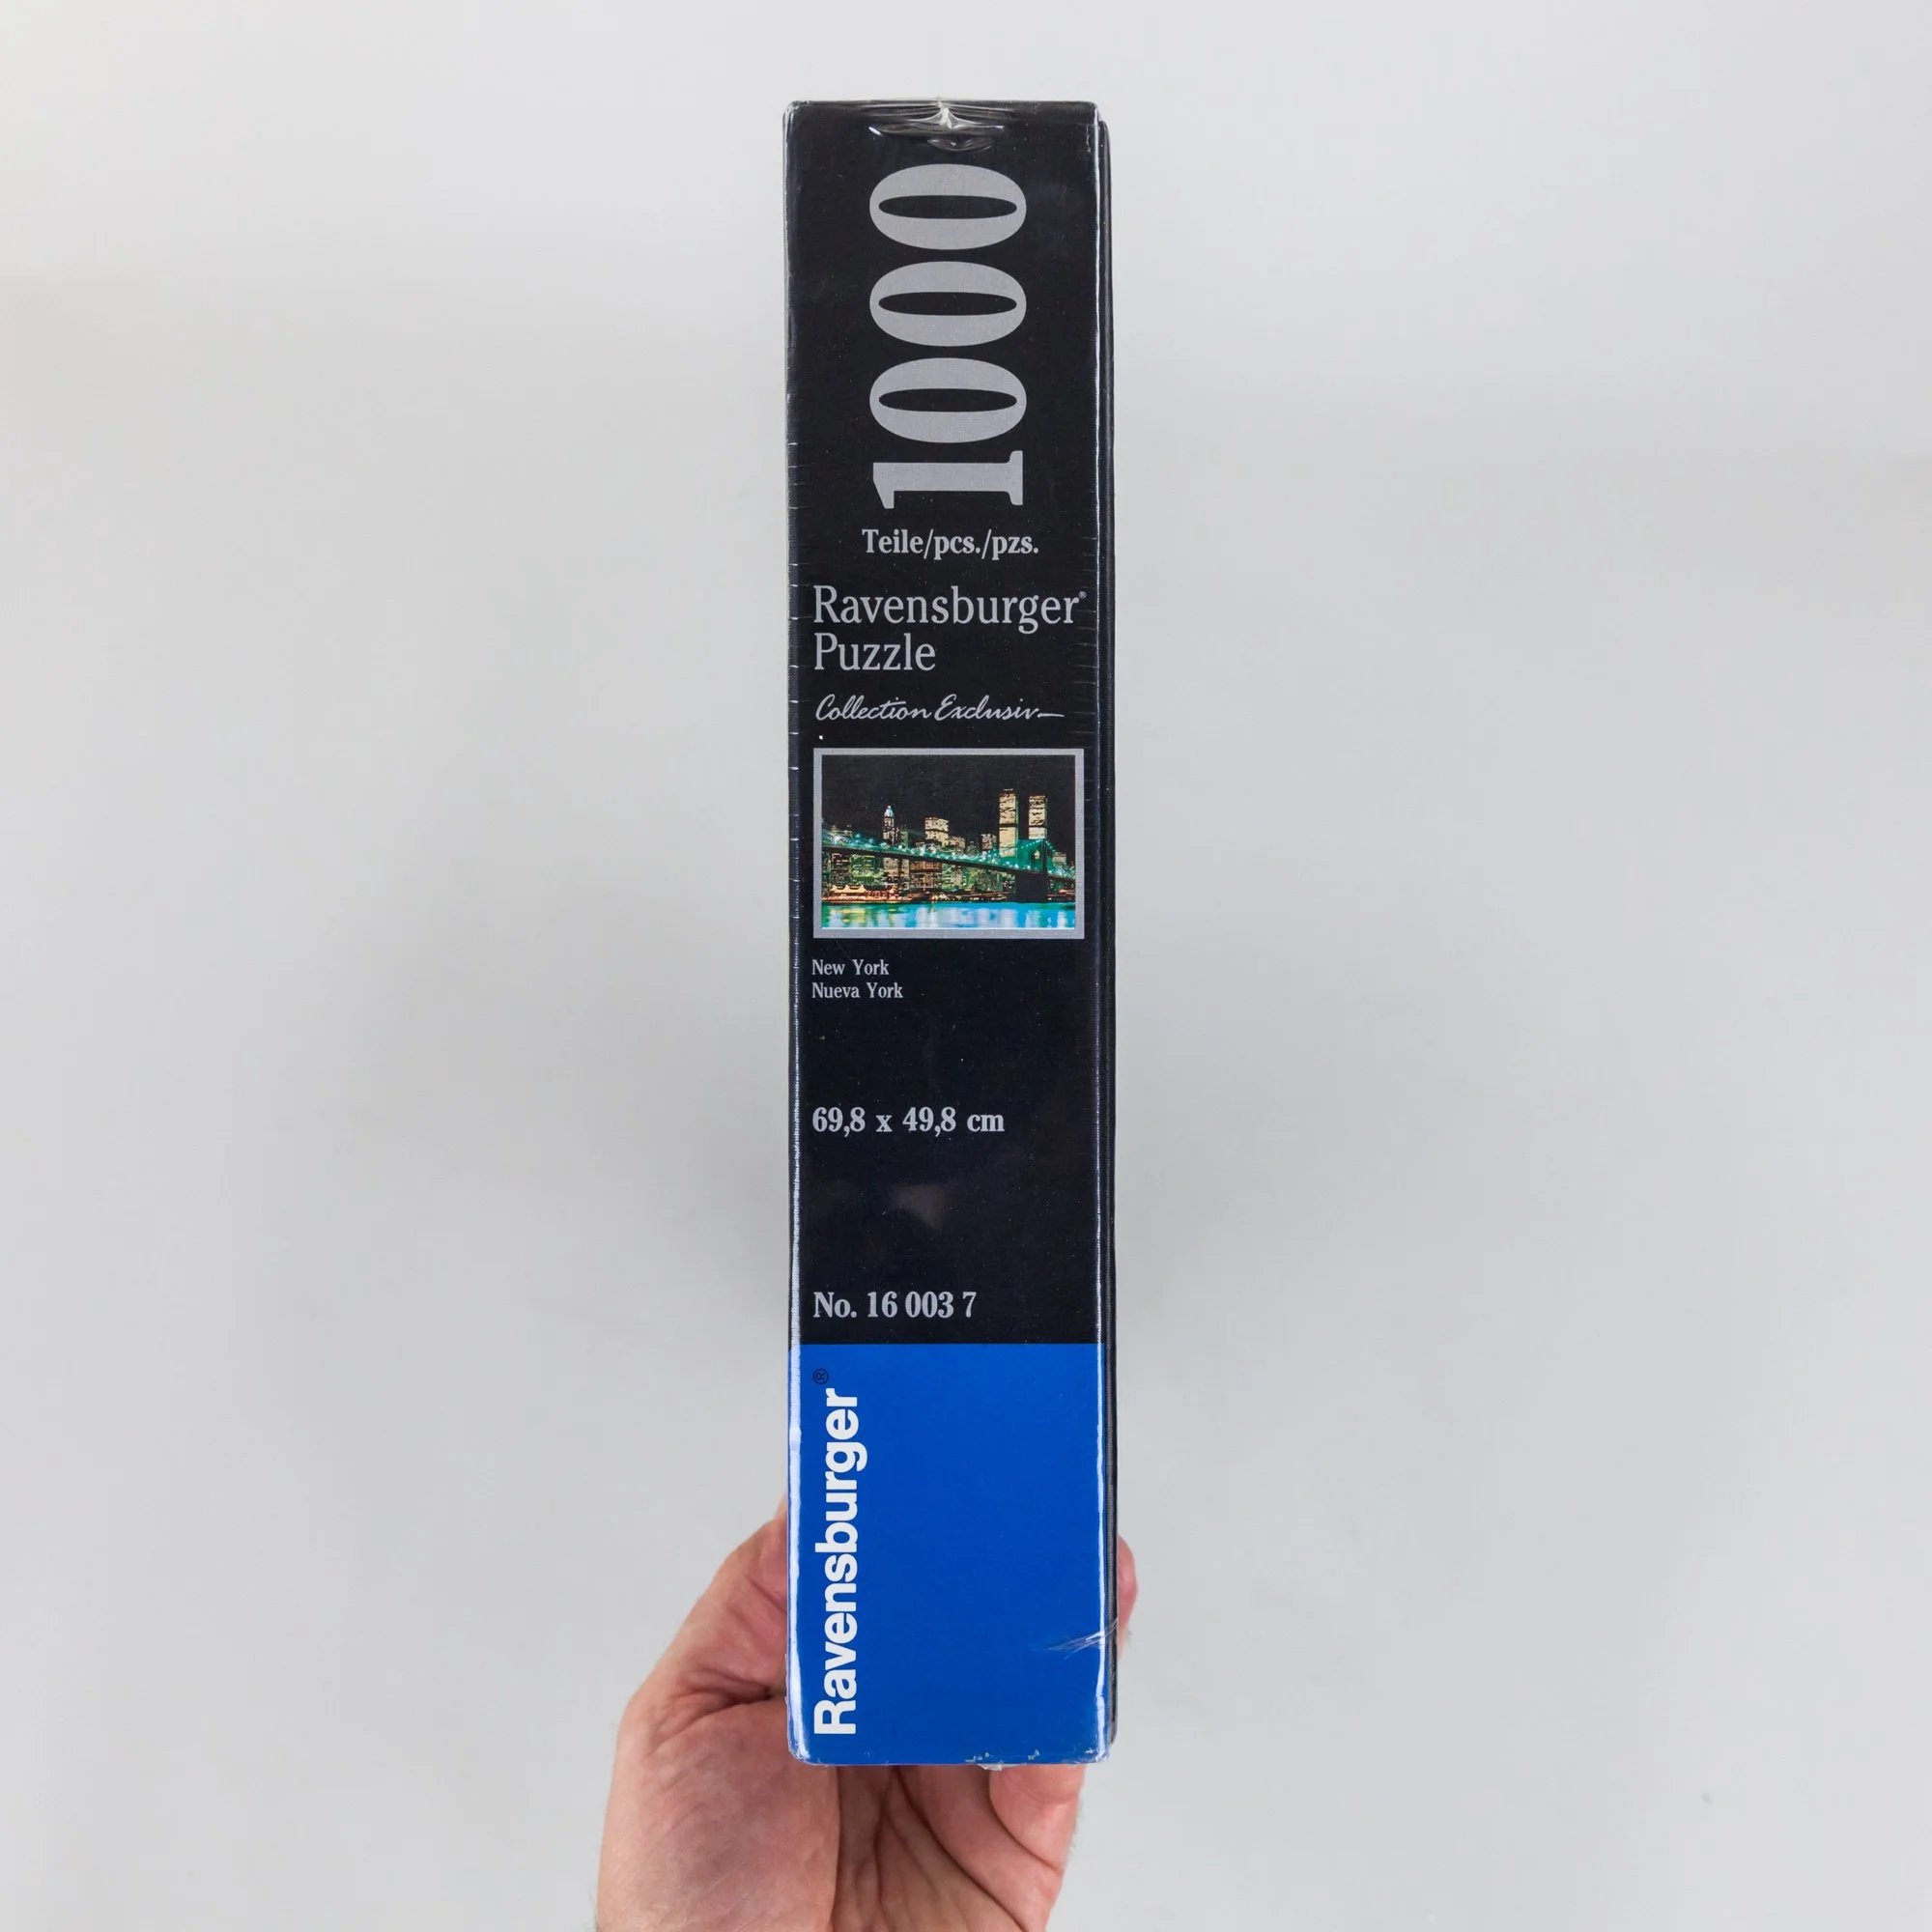 1000
Teile/pcs./pzs.
Ravensburger®
Puzzle
Collection Exclusiv
New York
Nueva York
69,8 x 49,8 cm
No. 16 003 7
Ravensburger®